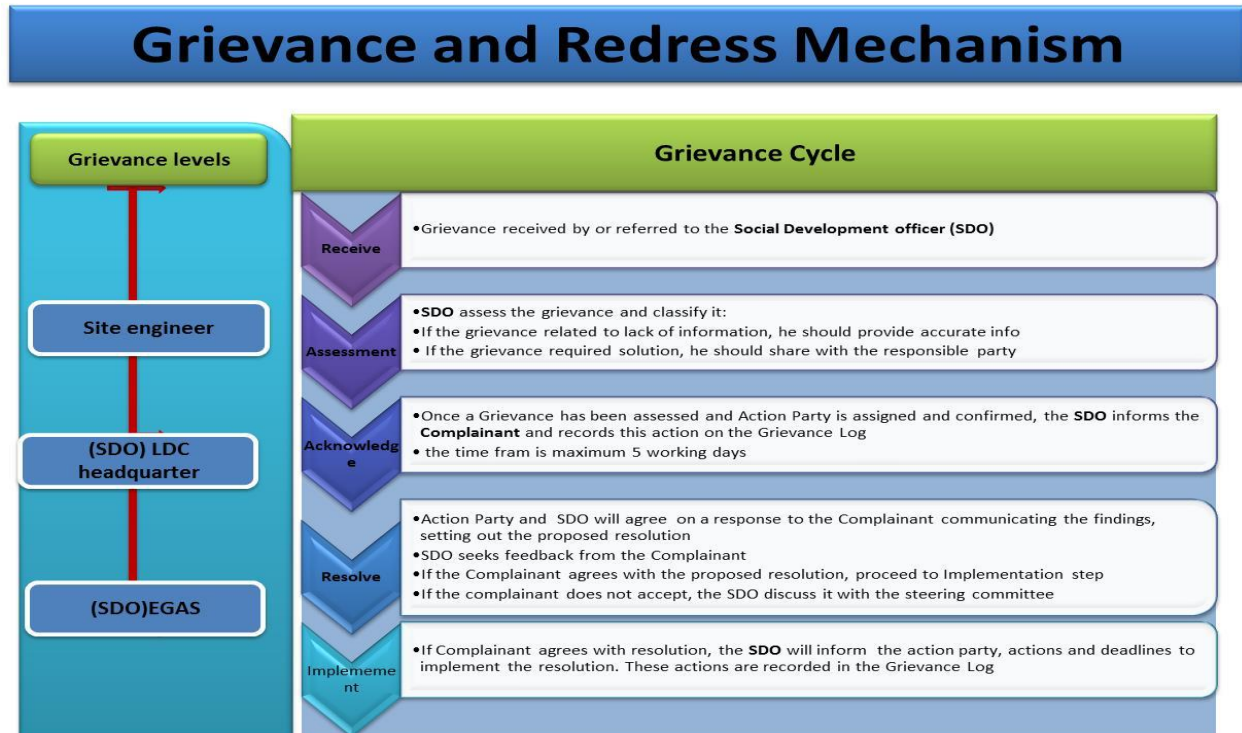 Grievance and Redress Mechanism
Grievance levels
Site engineer
(SDO) LDC
headquarter
(SDO)EGAS
Grievance Cycle
Receive
•Grievance received by or referred to the Social Development officer (SDO)
Assessment
•SDO assess the grievance and classify it:
•If the grievance related to lack of information, he should provide accurate info
• If the grievance required solution, he should share with the responsible party
Acknowledg
e
•Once a Grievance has been assessed and Action Party is assigned and confirmed, the SDO informs the
Complainant and records this action on the Grievance Log
• the time fram is maximum 5 working days
Resolve
•Action Party and SDO will agree on a response to the Complainant communicating the findings,
setting out the proposed resolution
•SDO seeks feedback from the Complainant
•If the Complainant agrees with the proposed resolution, proceed to Implementation step
•If the complainant does not accept, the SDO discuss it with the steering committee
Implememe
nt
•If Complainant agrees with resolution, the SDO will inform the action party, actions and deadlines to
implement the resolution. These actions are recorded in the Grievance Log